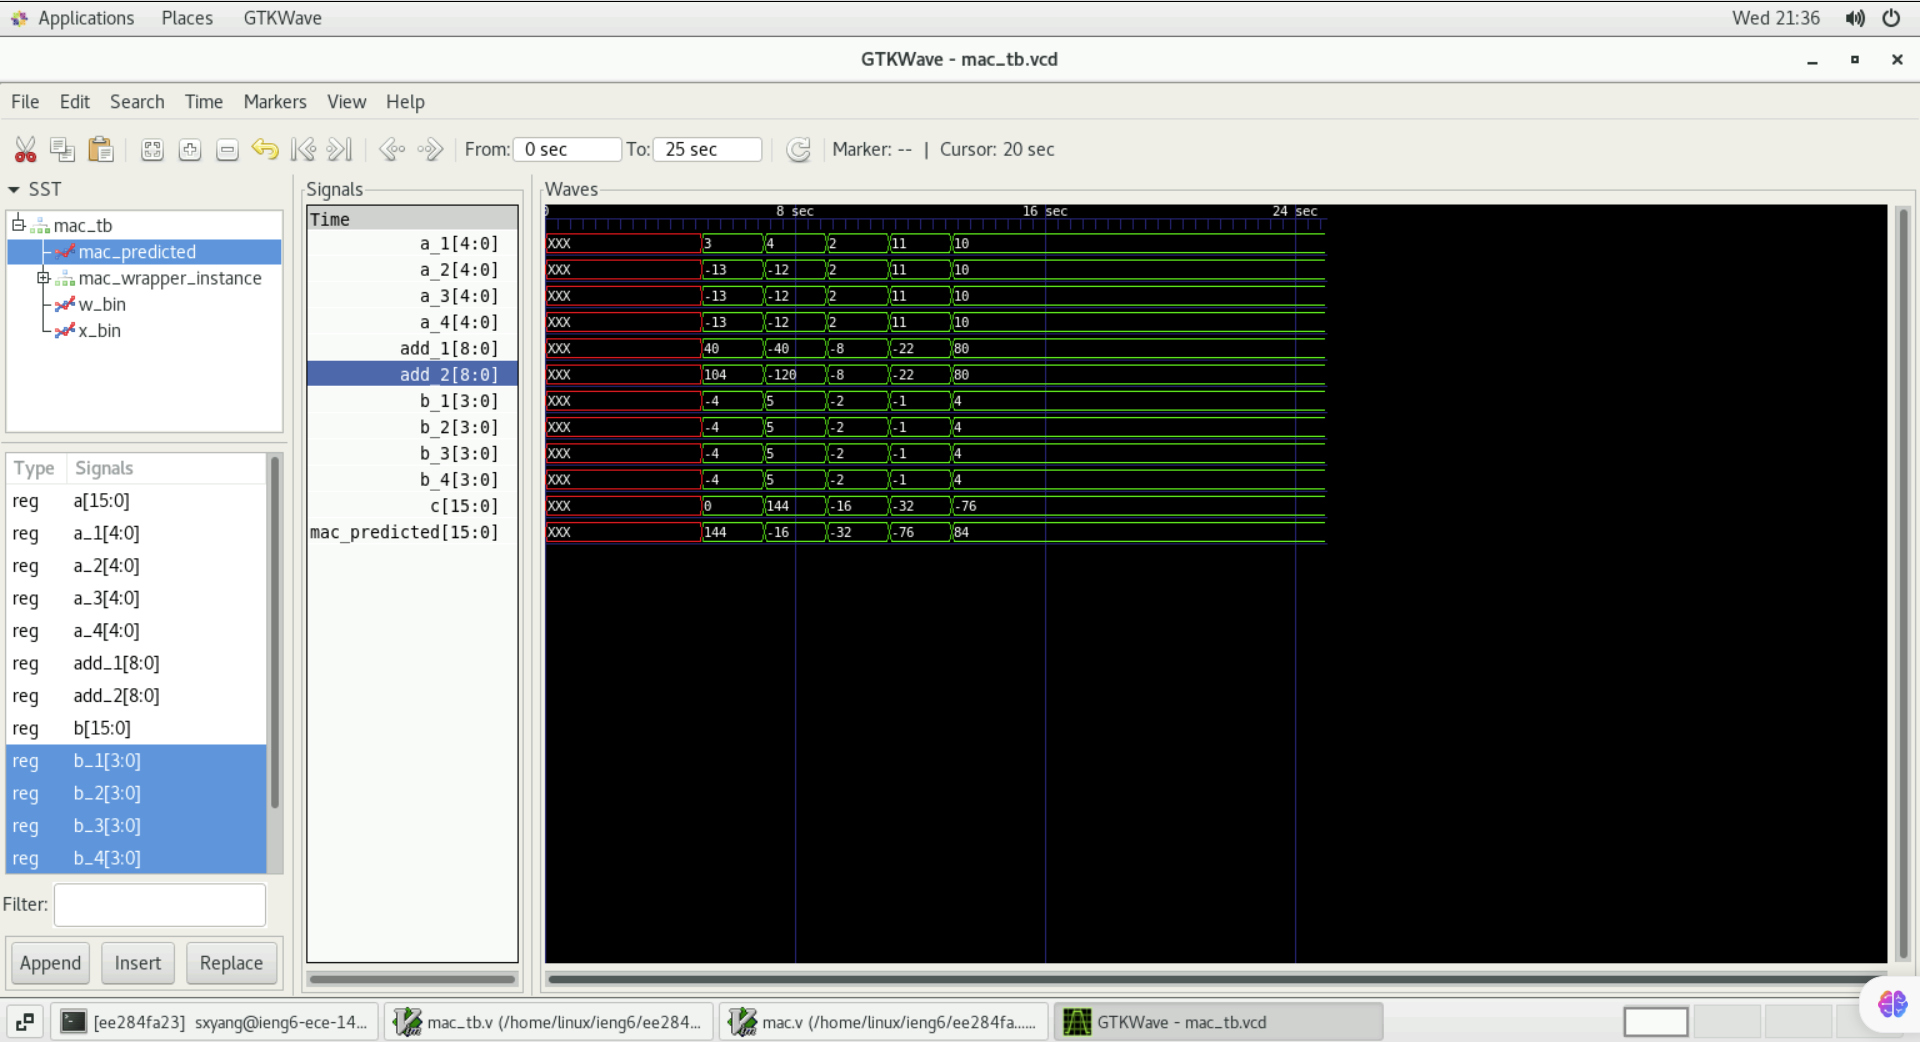 Applications Places GTKWave Wed 21:36
GTKWave - mac_tb.vcd
File Edit Search Time Markers View Help
From: 0 sec To: 25 sec Marker: -- | Cursor: 20 sec
SST
mac_tb
mac_predicted
mac_wrapper_instance
w_bin
x_bin
Type Signals
reg a[15:0]
reg a_1[4:0]
reg a_2[4:0]
reg a_3[4:0]
reg a_4[4:0]
reg add_1[8:0]
reg add_2[8:0]
reg b[15:0]
reg b_1[3:0]
reg b_2[3:0]
reg b_3[3:0]
reg b_4[3:0]
Filter:
Append Insert Replace
Signals
Time
a_1[4:0]
a_2[4:0]
a_3[4:0]
a_4[4:0]
add_1[8:0]
add_2[8:0]
b_1[3:0]
b_2[3:0]
b_3[3:0]
b_4[3:0]
c[15:0]
mac_predicted[15:0]
Waves
0 8 sec 16 sec 24 sec
XXX 3 4 2 11 10
XXX -13 -12 2 11 10
XXX -13 -12 2 11 10
XXX -13 -12 2 11 10
XXX 40 -40 -8 -22 80
XXX 104 -120 -8 -22 80
XXX -4 5 -2 -1 4
XXX -4 5 -2 -1 4
XXX -4 5 -2 -1 4
XXX -4 5 -2 -1 4
XXX 0 144 -16 -32 -76
XXX 144 -16 -32 -76 84
[ee284fa23] sxyang@ieng6-ece-14... mac_tb.v (/home/linux/ieng6/ee284... mac.v (/home/linux/ieng6/ee284fa...... GTKWave - mac_tb.vcd